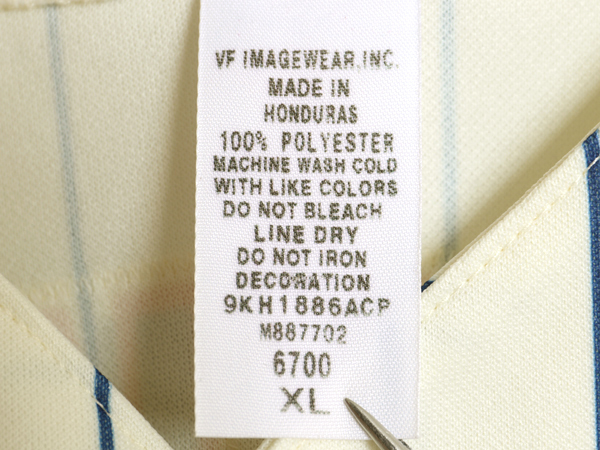 VF IMAGEWEAR.INC.
MADE IN
HONDURAS
100% POLYESTER
MACHINE WASH COLD
WITH LIKE COLORS
DO NOT BLEACH
LINE DRY
DO NOT IRON
DECORATION
9KH1886ACP
M887702
6700
XL